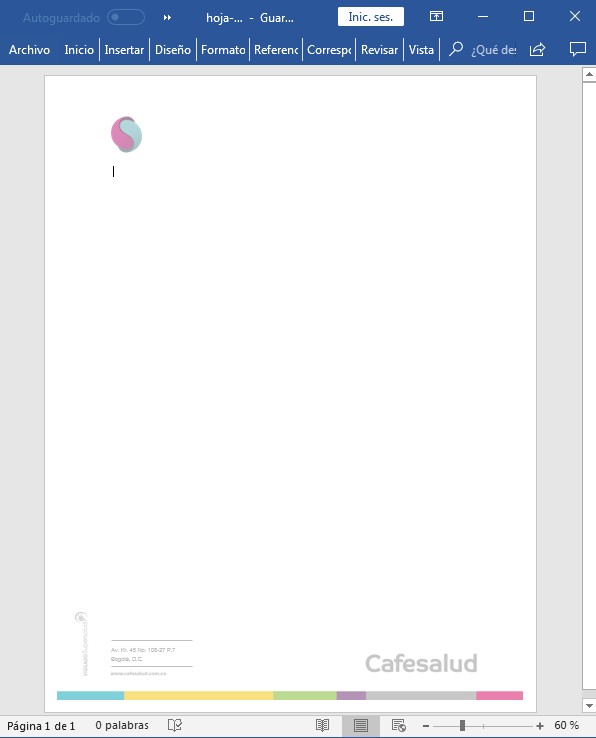 Autoguardado
hoja-... - Guar...
Inic. ses.
Archivo Inicio Insertar Diseño Formato Referenc Correspo Revisar Vista ¿Qué des
Av. Kr. 45 No. 108-27 P.7
Bogotá, D.C.
www.cafesalud.com.co
Cafesalud
Página 1 de 1 0 palabras 60 %